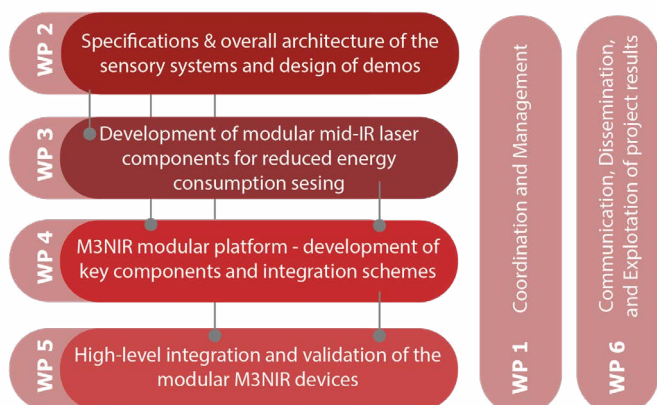 WP 2
Specifications & overall architecture of the
sensory systems and design of demos
WP 3
Development of modular mid-IR laser
components for reduced energy
consumption sesing
WP 4
M3NIR modular platform - development of
key components and integration schemes
WP 5
High-level integration and validation of the
modular M3NIR devices
WP 1
Coordination and Management
WP 6
Communication, Dissemination,
and Explotation of project results